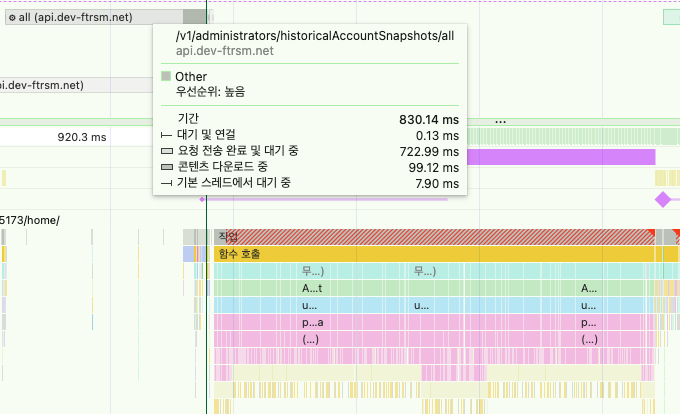 all (api.dev-ftrsm.net)
/v1/administrators/historicalAccountSnapshots/all
api.dev-ftrsm.net
Other
우선순위: 높음
기간 830.14 ms
대기 및 연결 0.13 ms
요청 전송 완료 및 대기 중 722.99 ms
콘텐츠 다운로드 중 99.12 ms
기본 스레드에서 대기 중 7.90 ms
pi.dev-ftrsm.net)
...
920.3 ms
5173/home/
작업
함수 호출
무...) 무...)
A...t A...
u... u... u...
p...a p...
(...) (...)